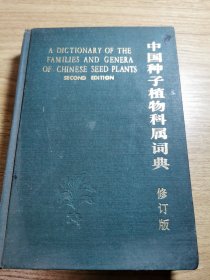 A DICTIONARY OF THE
FAMILIES AND GENERA
OF CHINESE SEED PLANTS
SECOND EDITION
中国种子植物科属词典
修订版